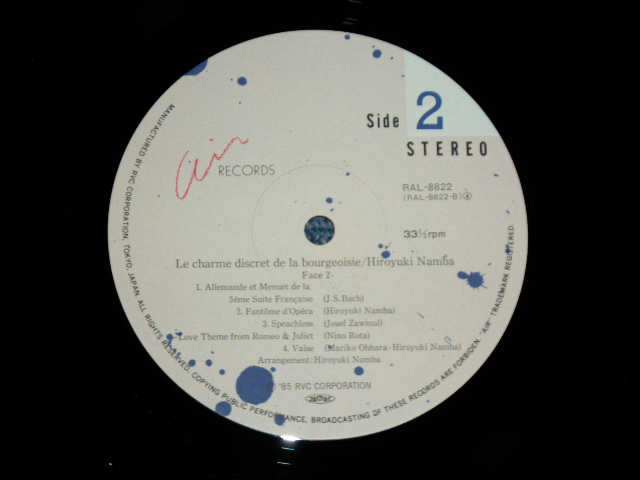 Side 2
STEREO
Air RECORDS
RAL-8822
(RAL-8822-B)
33⅓rpm
Le charme discret de la bourgeoisie/Hiroyuki Namba
Face 2
1. Allemande et Menuet de la
3éme Suite Française (J.S.Bach)
2. Fantôme d'Opéra (Hiroyuki Namba)
3. Speachless (Josef Zawinul)
Love Theme from Romeo & Juliet (Nino Rota)
4. Valse (Mariko Ohhara-Hiroyuki Namba)
Arrangement: Hiroyuki Namba
'85 RVC CORPORATION
JASRAC
MANUFACTURED BY RVC CORPORATION, TOKYO, JAPAN. ALL RIGHTS RESERVED. COPYING PUBLIC PERFORMANCE, BROADCASTING OF THESE RECORDS ARE FORBIDDEN. "AIR" TRADEMARK REGISTERED.